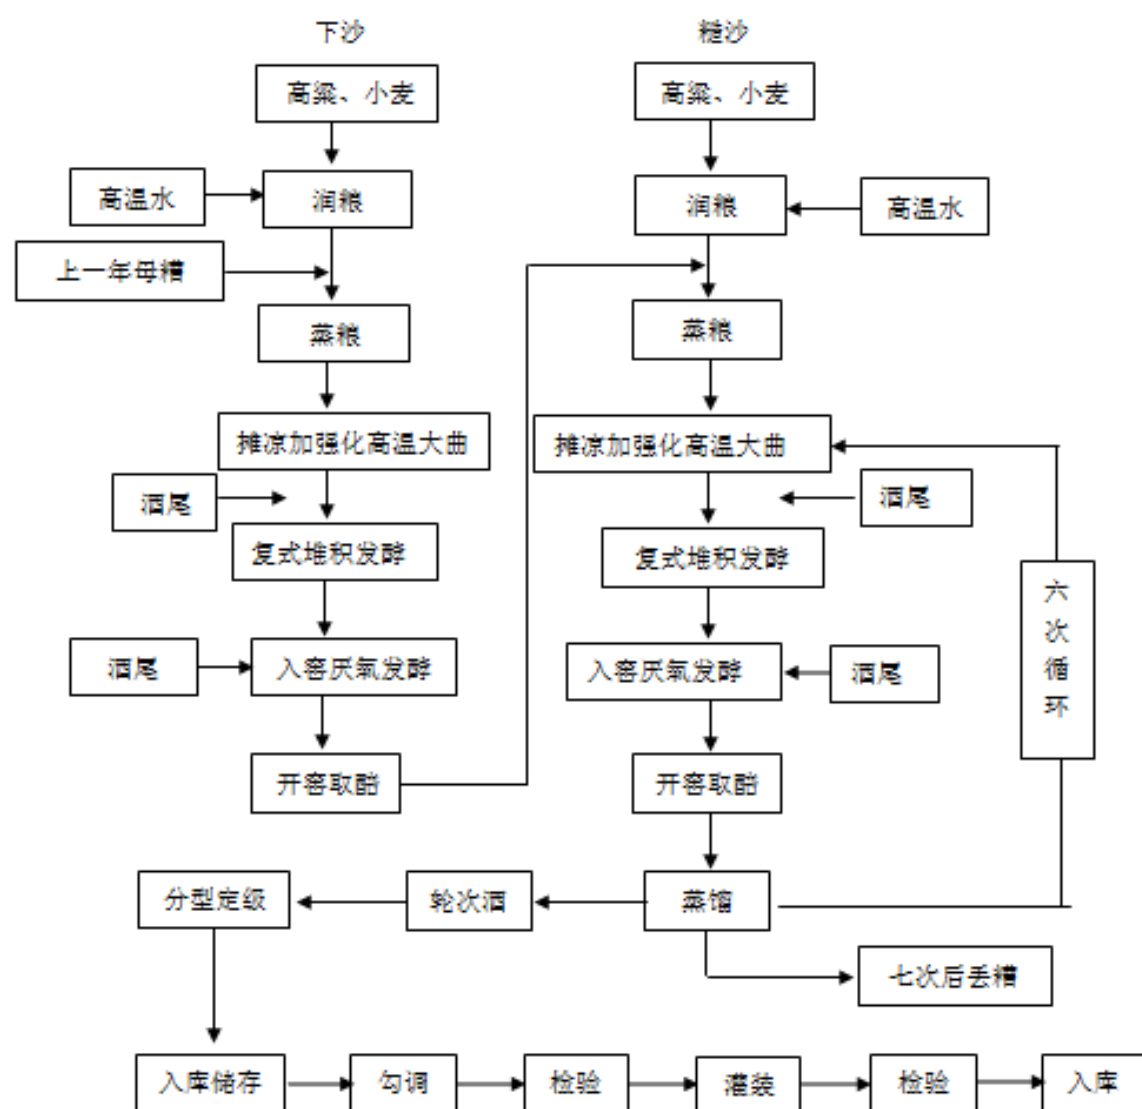 下沙
糙沙
高粱、小麦
高粱、小麦
高温水
润粮
润粮
高温水
上一年母糟
蒸粮
蒸粮
摊凉加强化高温大曲
摊凉加强化高温大曲
酒尾
酒尾
复式堆积发酵
复式堆积发酵
六次循环
酒尾
入窖厌氧发酵
入窖厌氧发酵
酒尾
开窖取醅
开窖取醅
分型定级
轮次酒
蒸馏
七次后丢糟
入库储存
勾调
检验
灌装
检验
入库